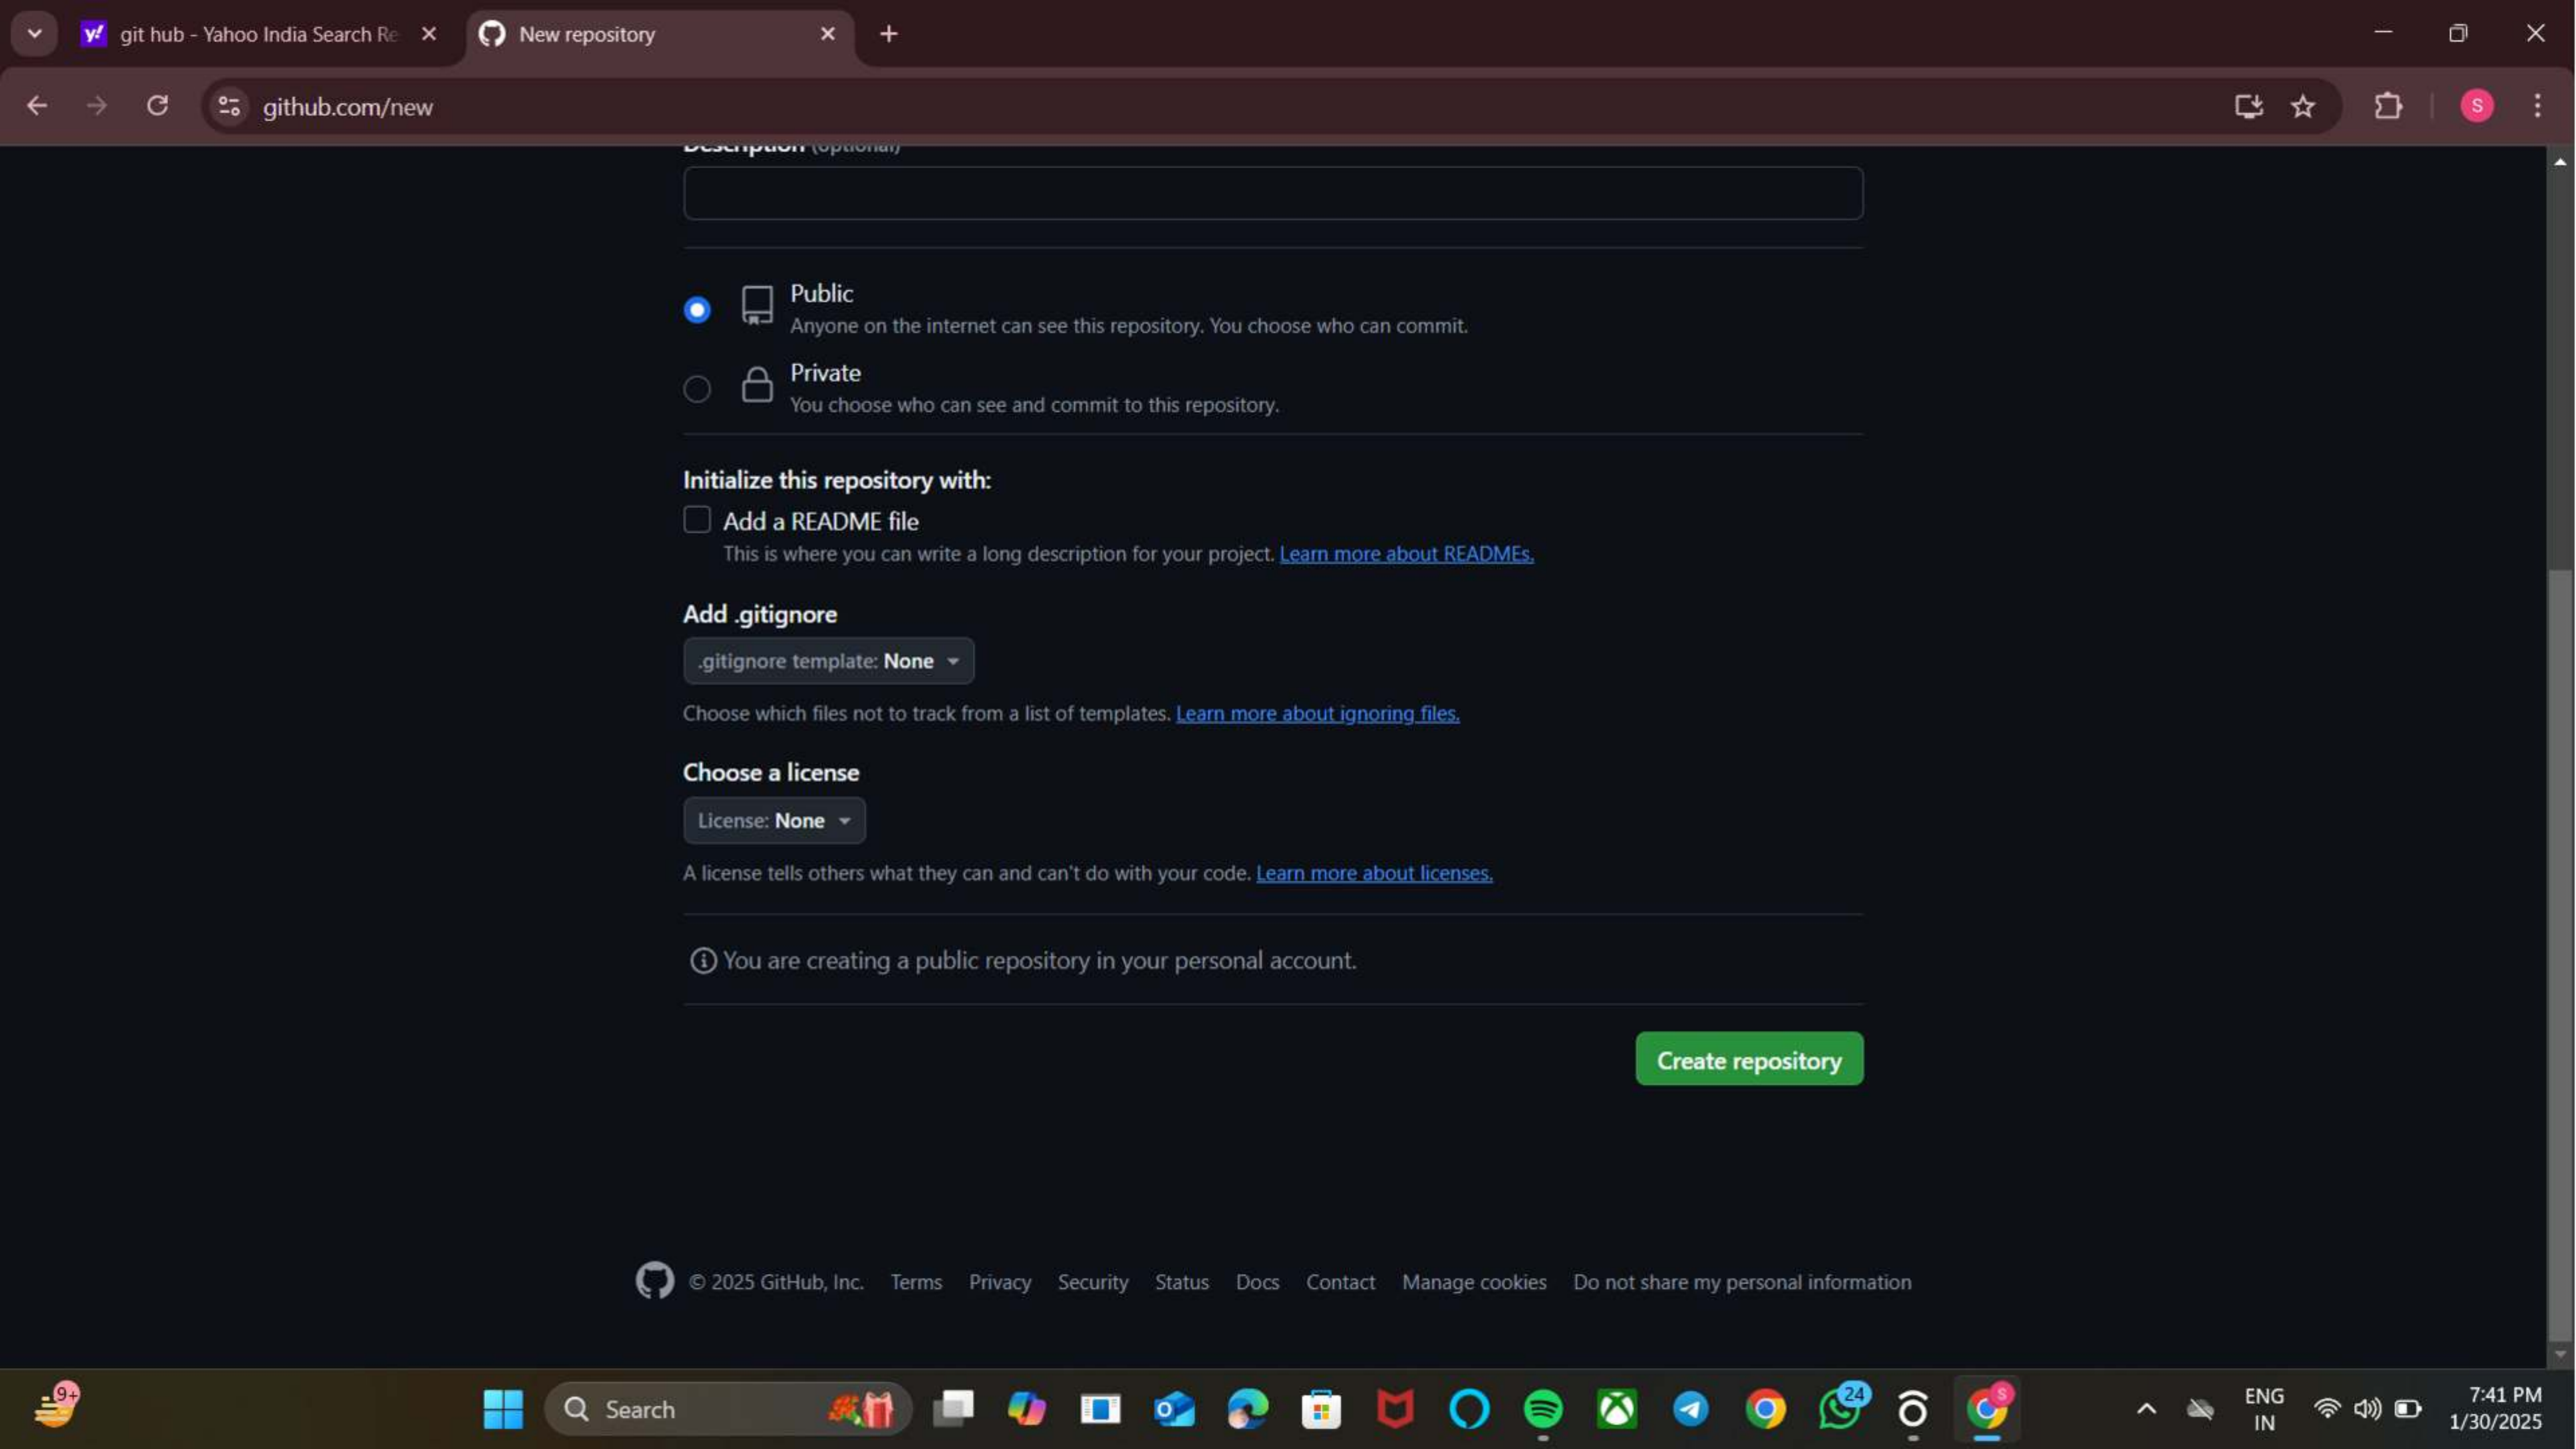 git hub - Yahoo India Search Re
New repository
github.com/new
S
Description (optional)
Public
Anyone on the internet can see this repository. You choose who can commit.
Private
You choose who can see and commit to this repository.
Initialize this repository with:
Add a README file
This is where you can write a long description for your project. Learn more about READMEs.
Add .gitignore
.gitignore template: None
Choose which files not to track from a list of templates. Learn more about ignoring files.
Choose a license
License: None
A license tells others what they can and can't do with your code. Learn more about licenses.
You are creating a public repository in your personal account.
Create repository
© 2025 GitHub, Inc. Terms Privacy Security Status Docs Contact Manage cookies Do not share my personal information
9+
Search
24
S
ENG
IN
7:41 PM
1/30/2025